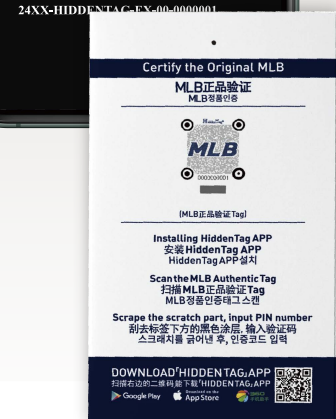 24XX-HIDDENTAG-EX-00-0000001
Certify the Original MLB
MLB正品验证
MLB정품인증
HiddenTag
MLB
0000000001
(MLB正品验证Tag)
Installing HiddenTag APP
安装HiddenTag APP
HiddenTag APP설치
Scan the MLB Authentic Tag
扫描MLB正品验证Tag
MLB정품인증태그 스캔
Scrape the scratch part, input PIN number
刮去标签下方的黑色涂层, 输入验证码
스크래치를 긁어낸 후, 인증코드 입력
DOWNLOAD「HIDDENTAG」APP
扫描右边的二维码能下载「HIDDENTAG」APP
Google Play
Download on the
App Store